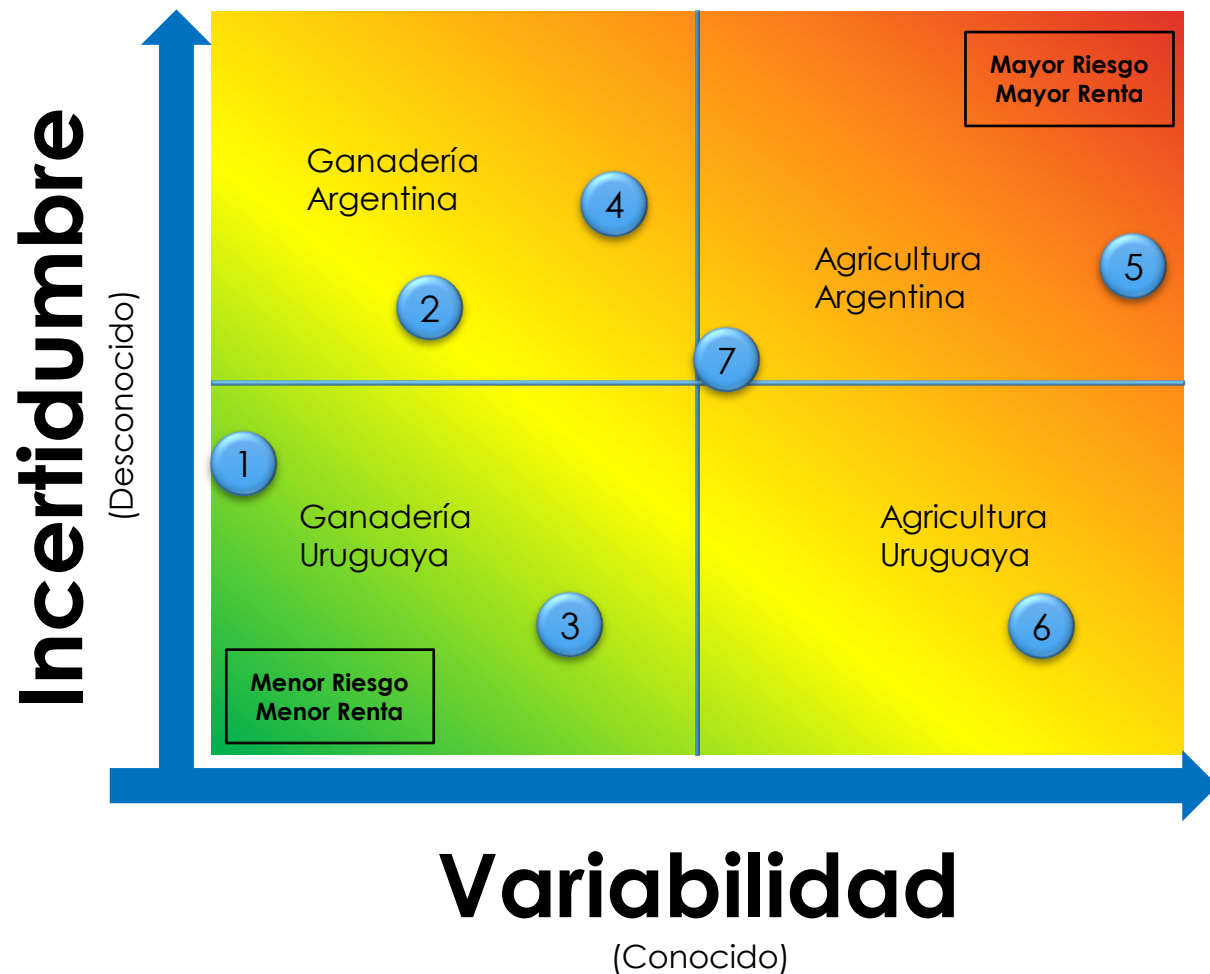 Incertidumbre
(Desconocido)
Mayor Riesgo
Mayor Renta
Ganadería
Argentina
4
Agricultura
Argentina
5
2
7
1
Ganadería
Uruguaya
Agricultura
Uruguaya
3
6
Menor Riesgo
Menor Renta
Variabilidad
(Conocido)